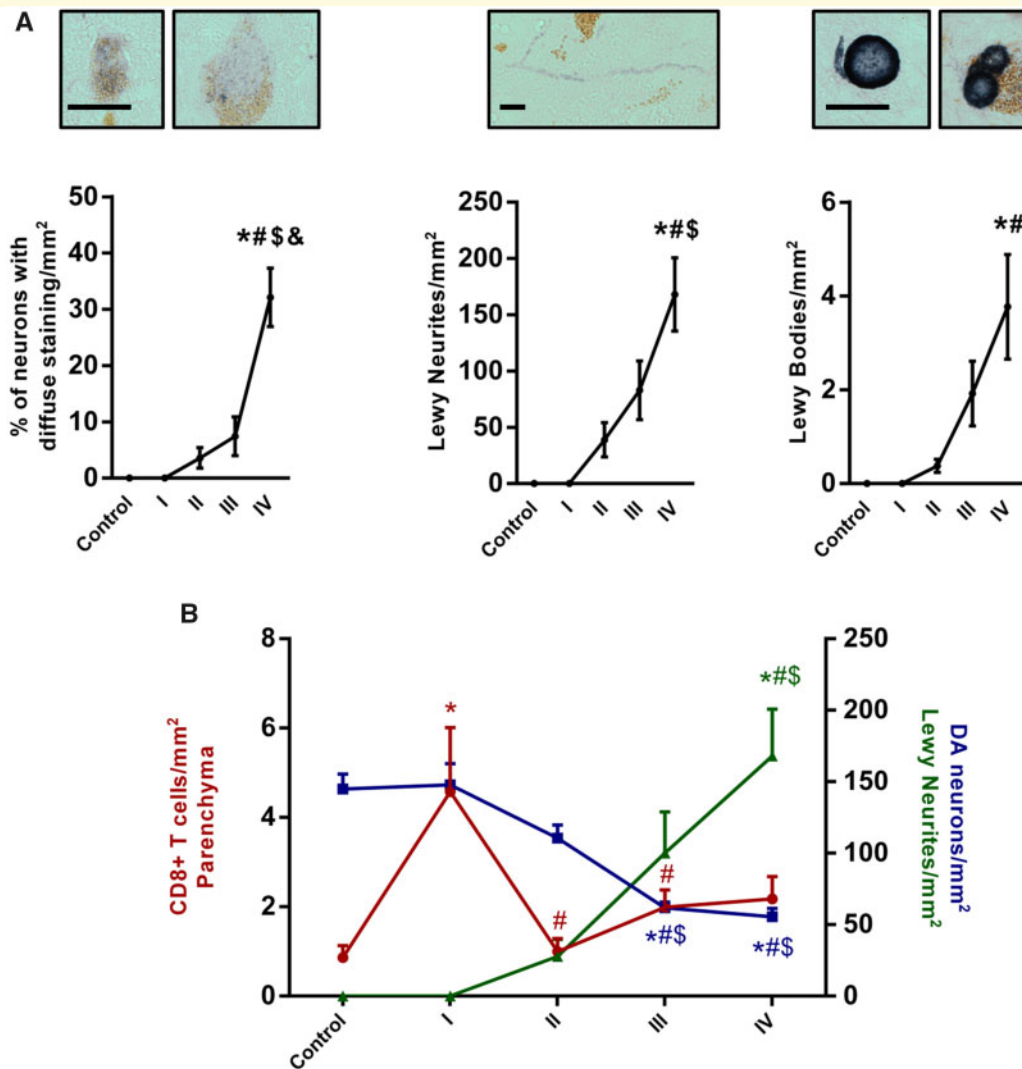 A
% of neurons with
diffuse staining/mm²
50
40
30
20
10
0
*#$&
Control
I
II
III
IV
Lewy Neurites/mm²
250
200
150
100
50
0
*#$
Control
I
II
III
IV
Lewy Bodies/mm²
6
4
2
0
*#
Control
I
II
III
IV
B
CD8+ T cells/mm²
Parenchyma
8
6
4
2
0
*
#
#
*#$
*#$
*#$
Control
I
II
III
IV
250
200
150
100
50
0
DA neurons/mm²
Lewy Neurites/mm²